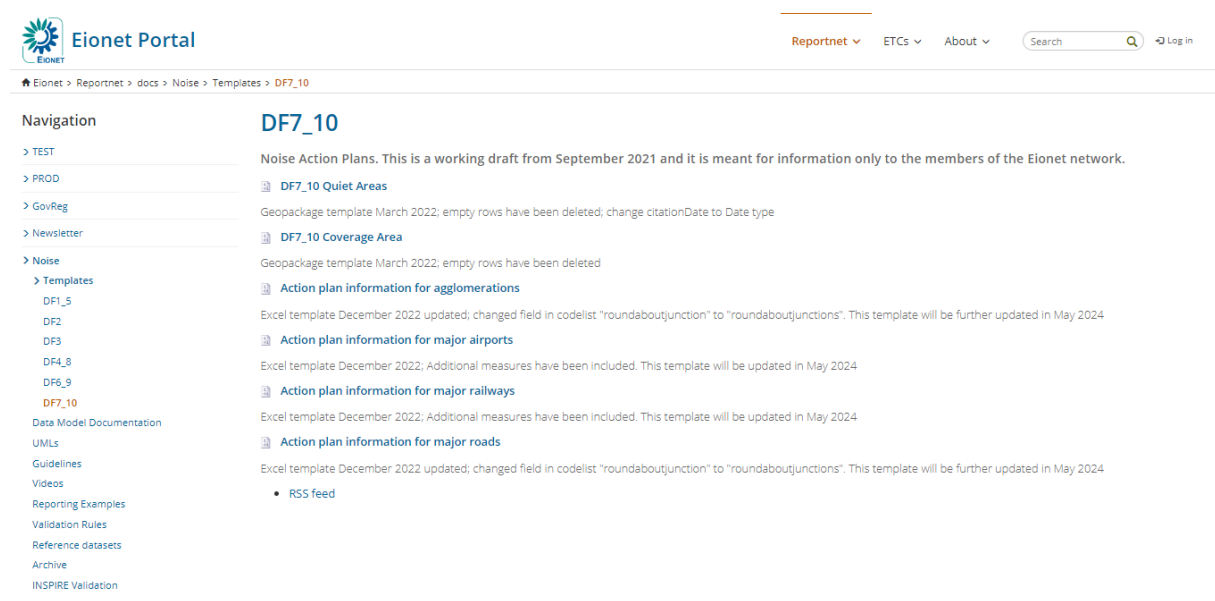 EIONET
Eionet Portal
Reportnet
ETCs
About
Search
Log in
Eionet > Reportnet > docs > Noise > Templates > DF7_10
Navigation
> TEST
> PROD
> GovReg
> Newsletter
> Noise
> Templates
DF1_5
DF2
DF3
DF4_8
DF6_9
DF7_10
Data Model Documentation
UMLs
Guidelines
Videos
Reporting Examples
Validation Rules
Reference datasets
Archive
INSPIRE Validation
DF7_10
Noise Action Plans. This is a working draft from September 2021 and it is meant for information only to the members of the Eionet network.
DF7_10 Quiet Areas
Geopackage template March 2022; empty rows have been deleted; change citationDate to Date type
DF7_10 Coverage Area
Geopackage template March 2022; empty rows have been deleted
Action plan information for agglomerations
Excel template December 2022 updated; changed field in codelist "roundaboutjunction" to "roundaboutjunctions". This template will be further updated in May 2024
Action plan information for major airports
Excel template December 2022; Additional measures have been included. This template will be updated in May 2024
Action plan information for major railways
Excel template December 2022; Additional measures have been included. This template will be updated in May 2024
Action plan information for major roads
Excel template December 2022 updated; changed field in codelist "roundaboutjunction" to "roundaboutjunctions". This template will be further updated in May 2024
• RSS feed